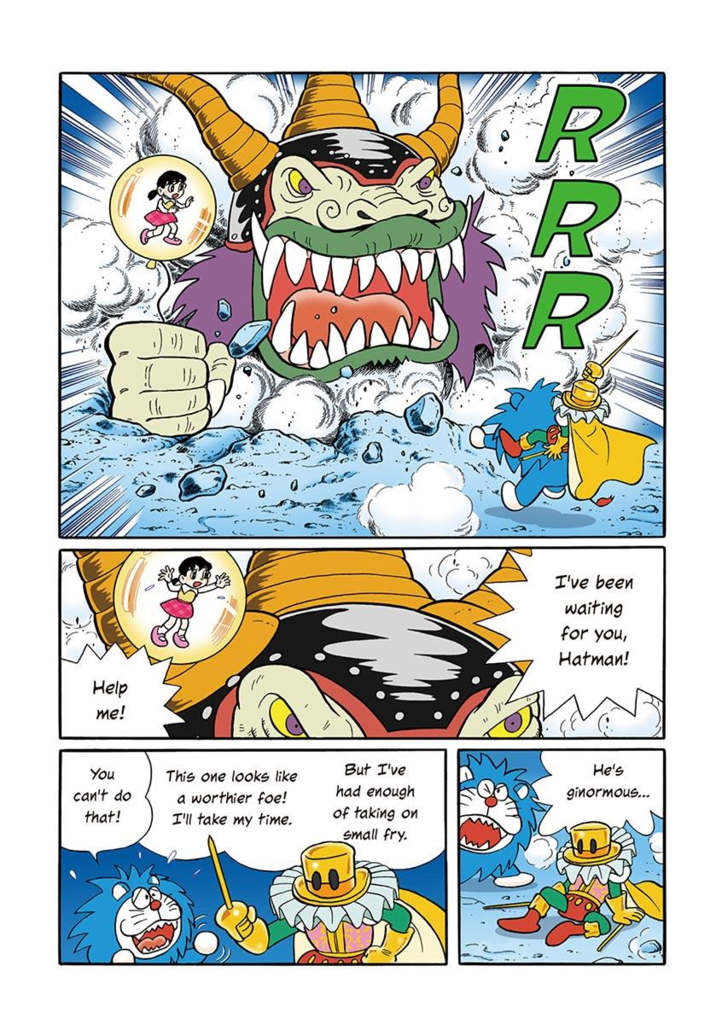 R
R
R
I've been
waiting
for you,
Hatman!
Help
me!
You
can't do
that!
This one looks like
a worthier foe!
I'll take my time.
But I've
had enough
of taking on
small fry.
He's
ginormous...